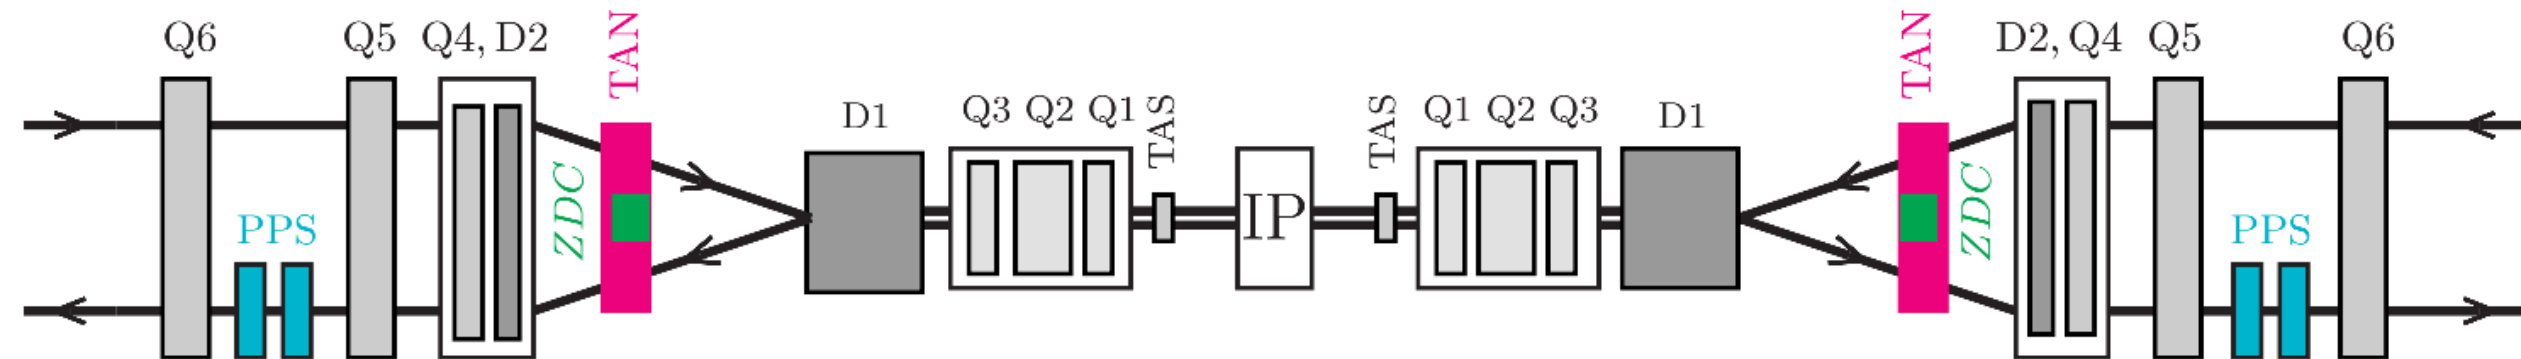 Q6 Q5 Q4, D2 TAN D2, Q4 Q5 Q6
TAN
D1 Q3 Q2 Q1 TAS TAS Q1 Q2 Q3 D1
ZDC ZDC
PPS IP PPS